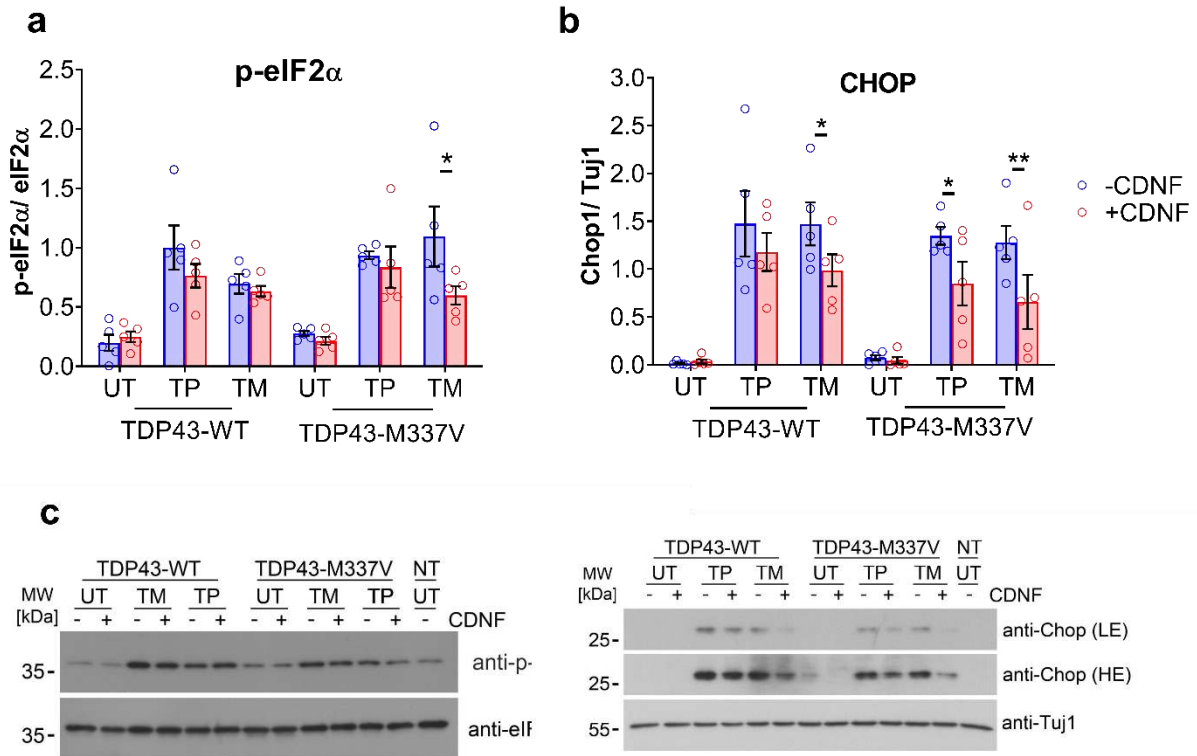 a
p-eIF2α
p-eIF2α/ eIF2α
2.5
2.0
1.5
1.0
0.5
0.0
*
UT TP TM UT TP TM
TDP43-WT TDP43-M337V
b
CHOP
Chop1/ Tuj1
3.0
2.5
2.0
1.5
1.0
0.5
0.0
* * **
-CDNF
+CDNF
UT TP TM UT TP TM
TDP43-WT TDP43-M337V
c
TDP43-WT TDP43-M337V NT
MW
[kDa]
UT TM TP UT TM TP UT
- + - + - + - + - + - + - CDNF
35- anti-p-
35- anti-eIF
TDP43-WT TDP43-M337V NT
MW
[kDa]
UT TP TM UT TP TM UT
- + - + - + - + - + - + - CDNF
25- anti-Chop (LE)
25- anti-Chop (HE)
55- anti-Tuj1